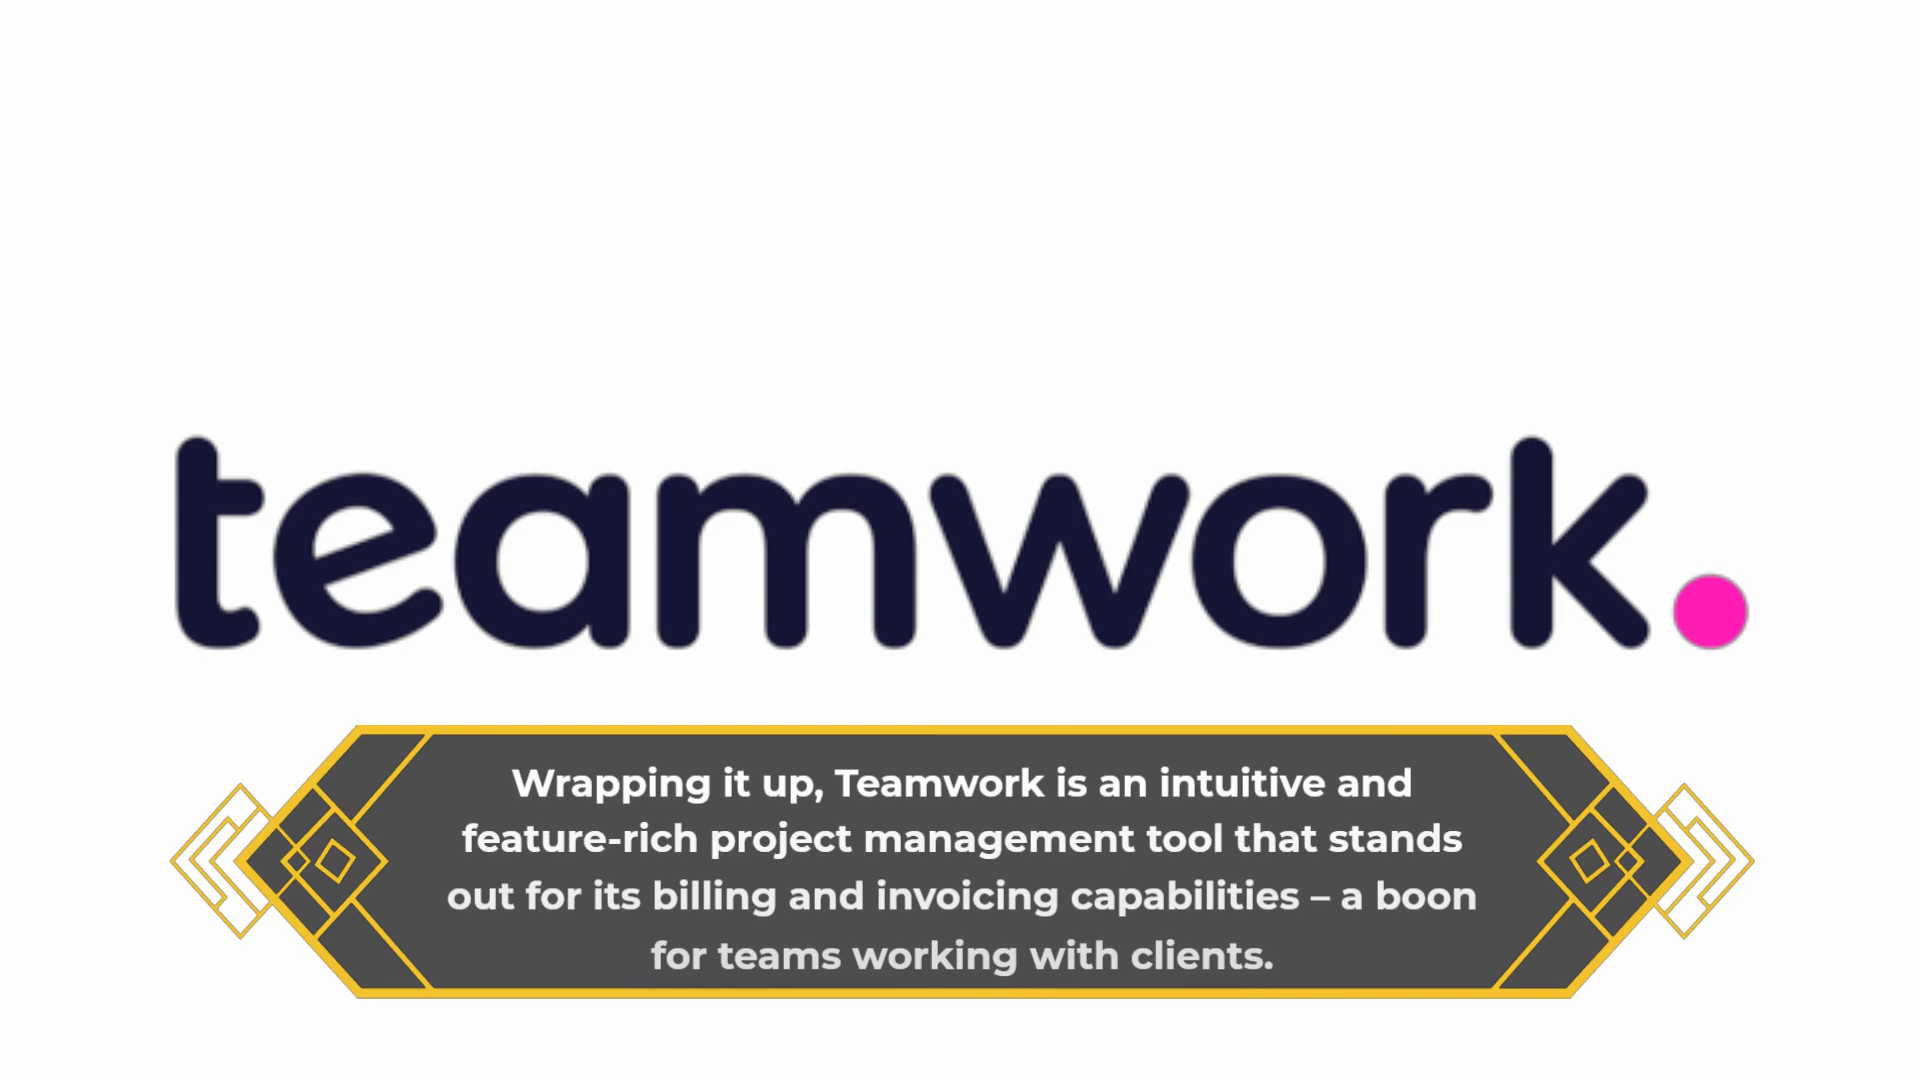 teamwork.
Wrapping it up, Teamwork is an intuitive and
feature-rich project management tool that stands
out for its billing and invoicing capabilities – a boon
for teams working with clients.